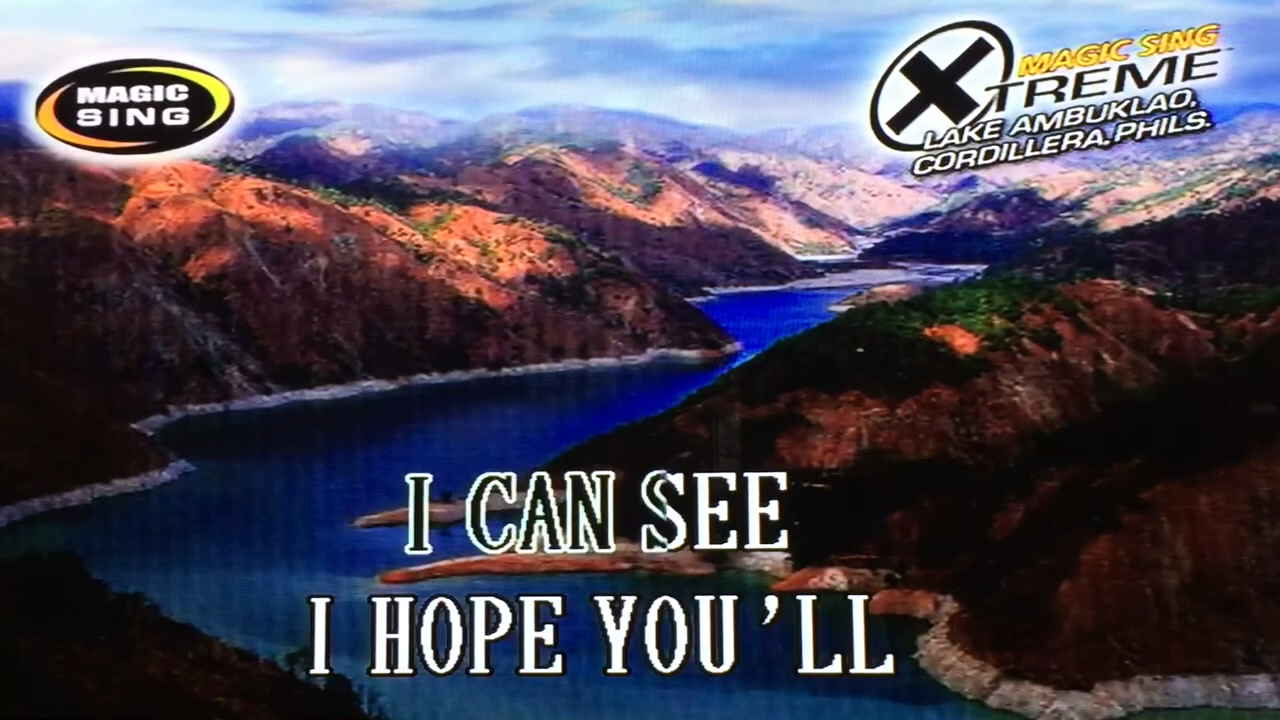 MAGIC
SING
MAGIC SING
XTREME
LAKE AMBUKLAO,
CORDILLERA, PHILS.
I CAN SEE
I HOPE YOU'LL